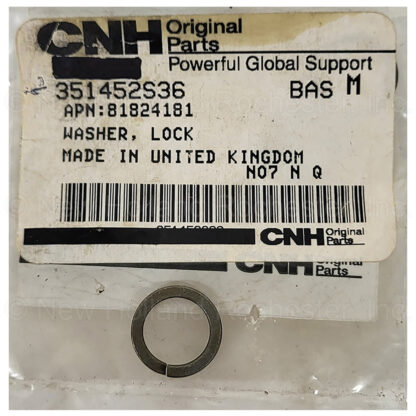 CNH Original
Parts
Powerful Global Support
351452S36 BAS M
APN:81824181
WASHER, LOCK
MADE IN UNITED KINGDOM
N07 N Q
CNH Original
Parts
CNH Original
Parts